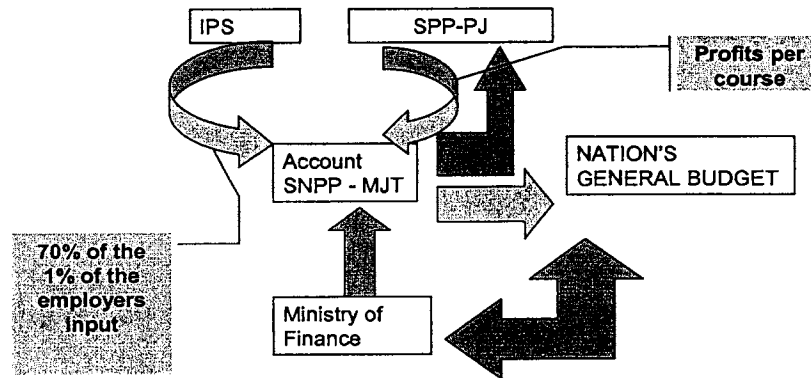 IPS
SPP-PJ
Profits per
course
Account
SNPP - MJT
NATION'S
GENERAL BUDGET
70% of the
1% of the
employers
input
Ministry of
Finance